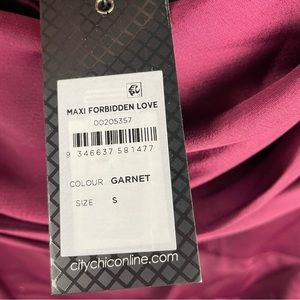 MAXI FORBIDDEN LOVE
00205357
9 346637 581477
COLOUR GARNET
SIZE S
citychiconline.com